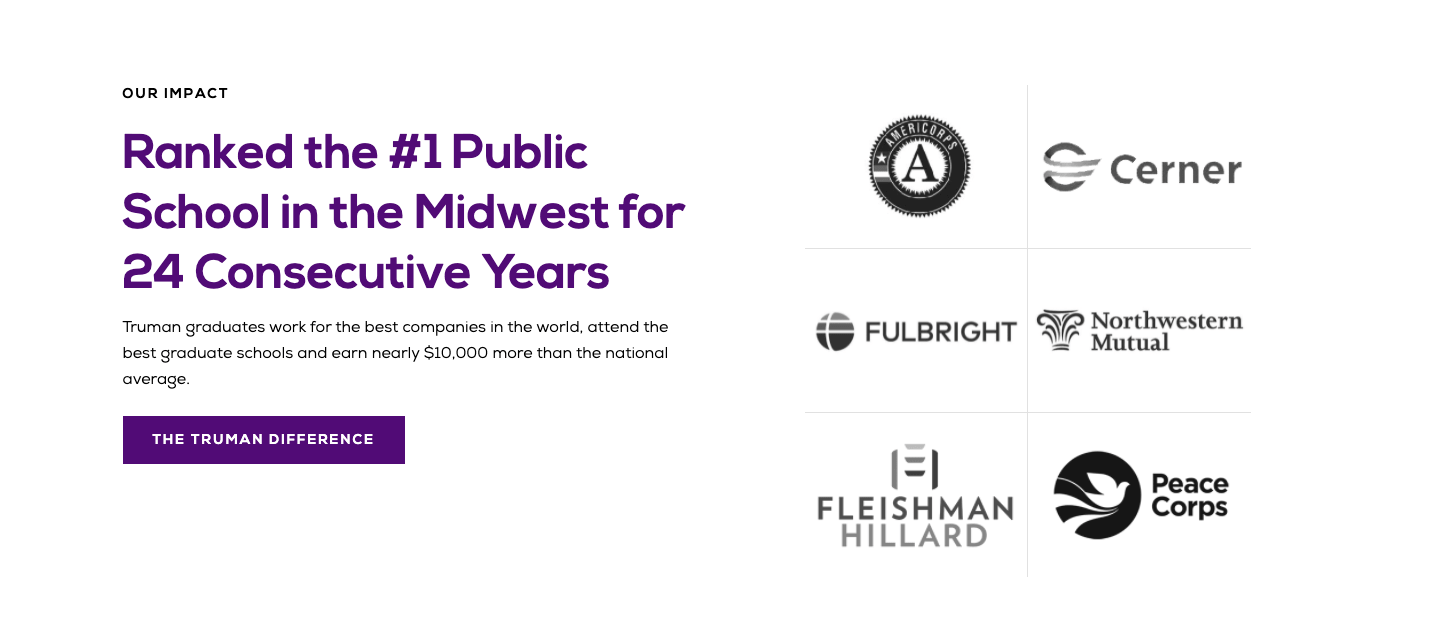 OUR IMPACT
Ranked the #1 Public
School in the Midwest for
24 Consecutive Years
Truman graduates work for the best companies in the world, attend the
best graduate schools and earn nearly $10,000 more than the national
average.
THE TRUMAN DIFFERENCE
AMERICORPS
A
Cerner
FULBRIGHT
Northwestern
Mutual
FLEISHMAN
HILLARD
Peace
Corps